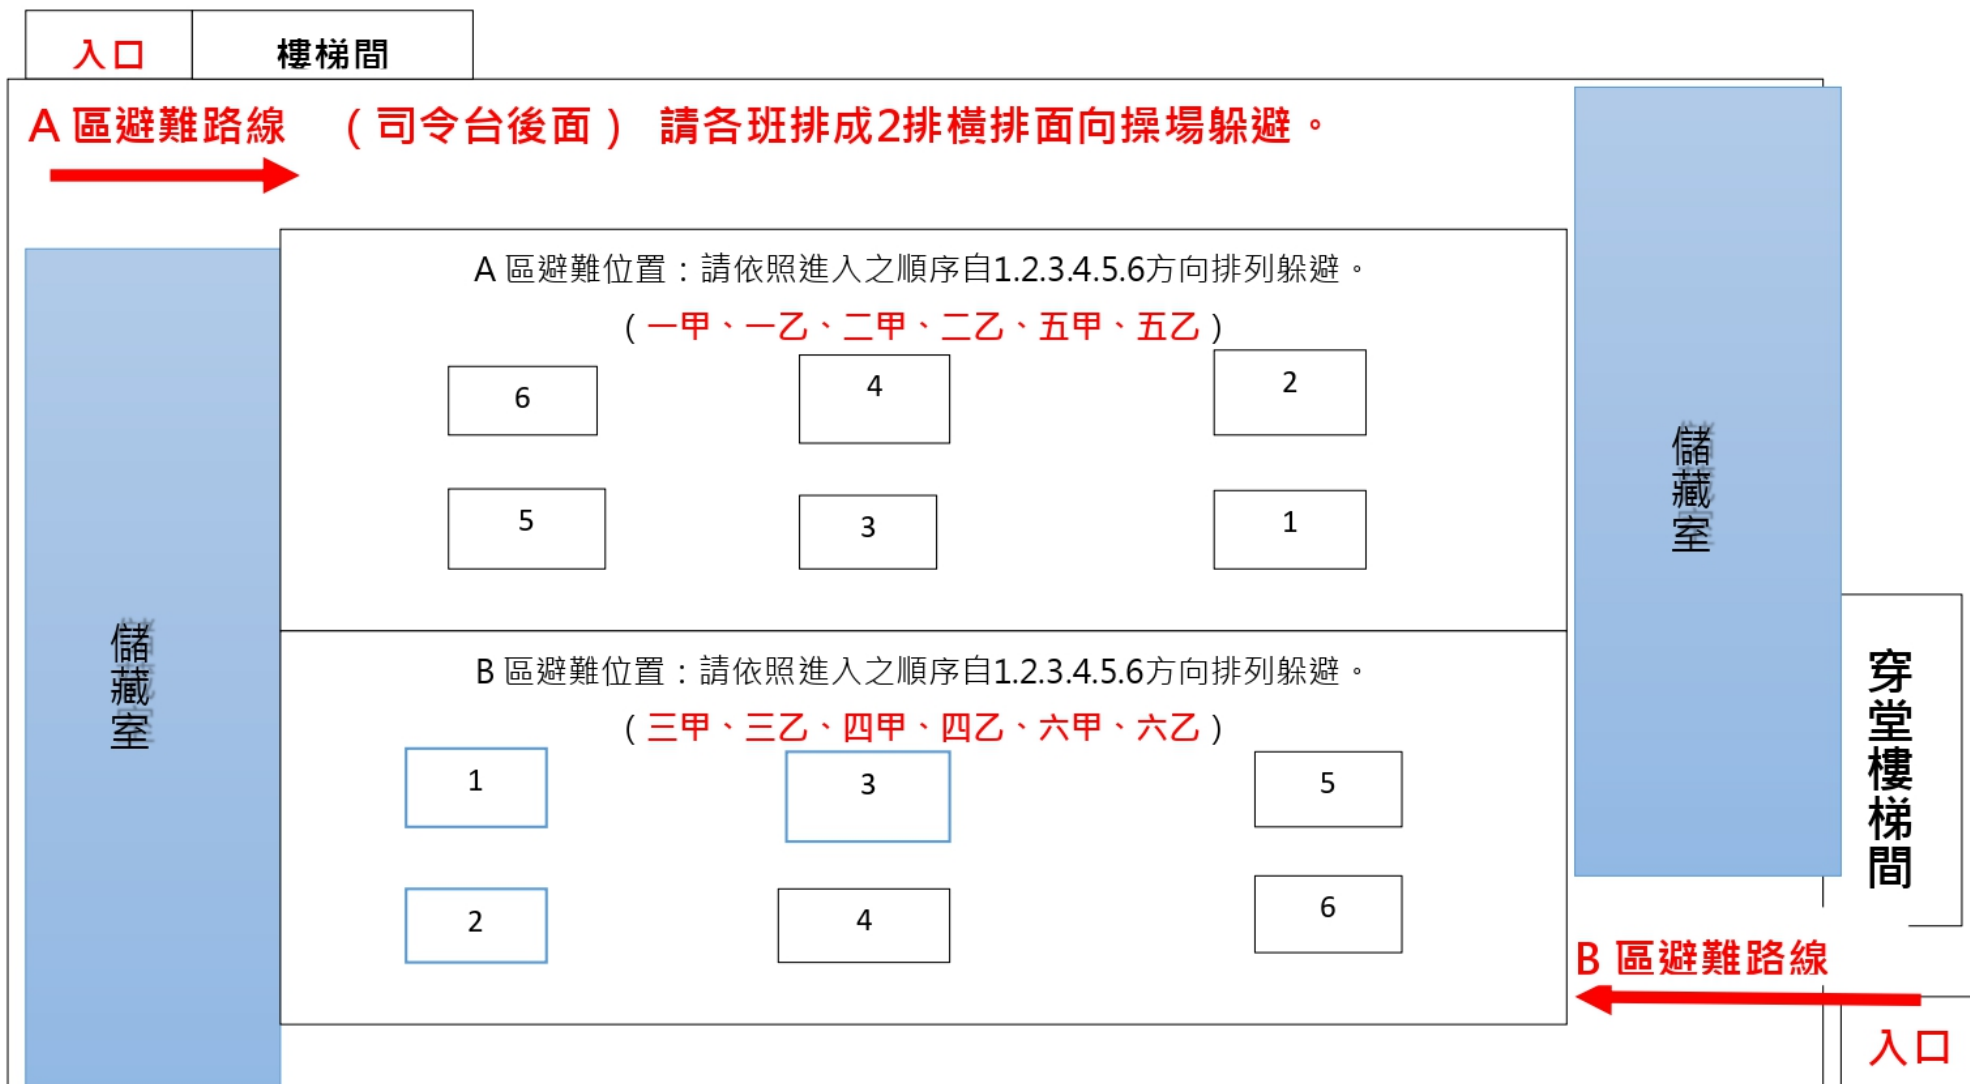 入口
樓梯間
A 區避難路線 （司令台後面） 請各班排成2排橫排面向操場躲避。
A 區避難位置：請依照進入之順序自1.2.3.4.5.6方向排列躲避。
（一甲、一乙、二甲、二乙、五甲、五乙）
6
4
2
5
3
1
儲藏室
儲藏室
B 區避難位置：請依照進入之順序自1.2.3.4.5.6方向排列躲避。
（三甲、三乙、四甲、四乙、六甲、六乙）
1
3
5
2
4
6
穿堂樓梯間
B 區避難路線
入口